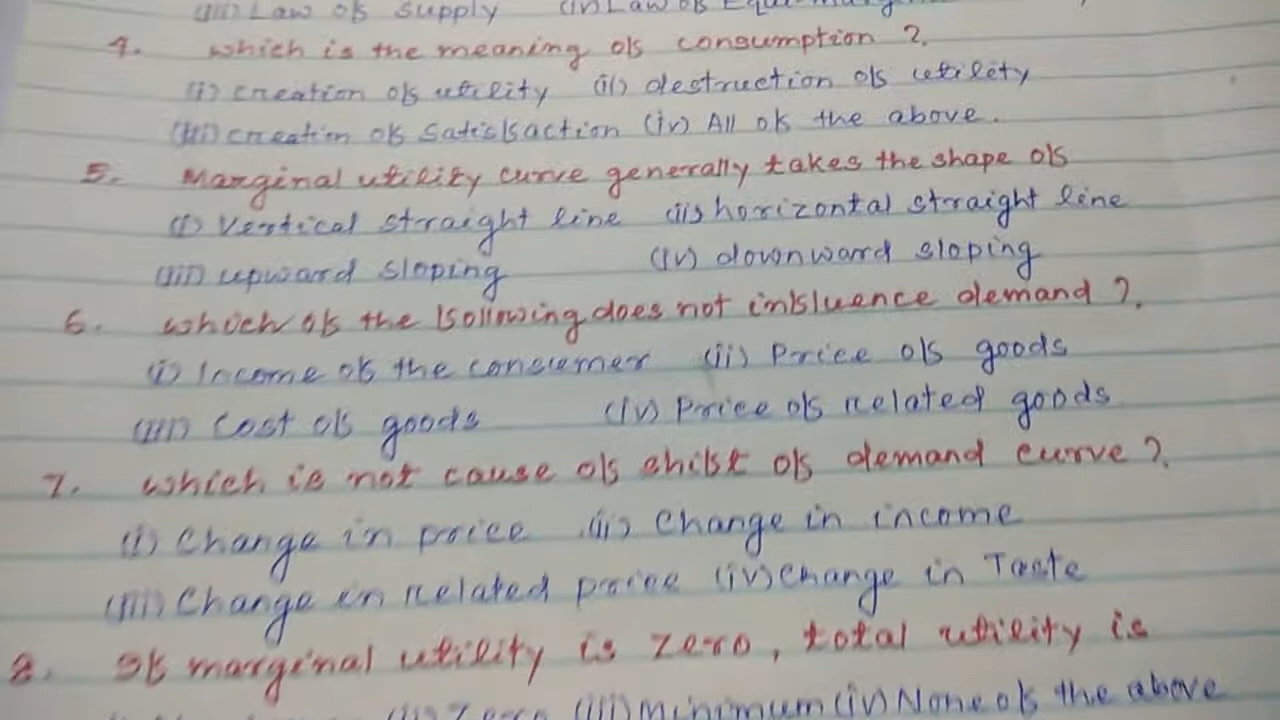 (iii) Law of supply (iv) Law of
4. which is the meaning of consumption ?
(i) creation of utility (ii) destruction of utility
(iii) creation of satisfaction (iv) All of the above.
5. Marginal utility curve generally takes the shape of
(i) vertical straight line (ii) horizontal straight line
(iii) upward sloping (iv) downward sloping
6. which of the following does not influence demand ?
(i) Income of the consumer (ii) Price of goods
(iii) Cost of goods (iv) Price of related goods
7. which is not cause of shift of demand curve ?
(i) Change in price (ii) Change in income
(iii) Change in related price (iv) Change in Taste
8. If marginal utility is zero, total utility is
(ii) Zero (iii) Minimum (iv) None of the above